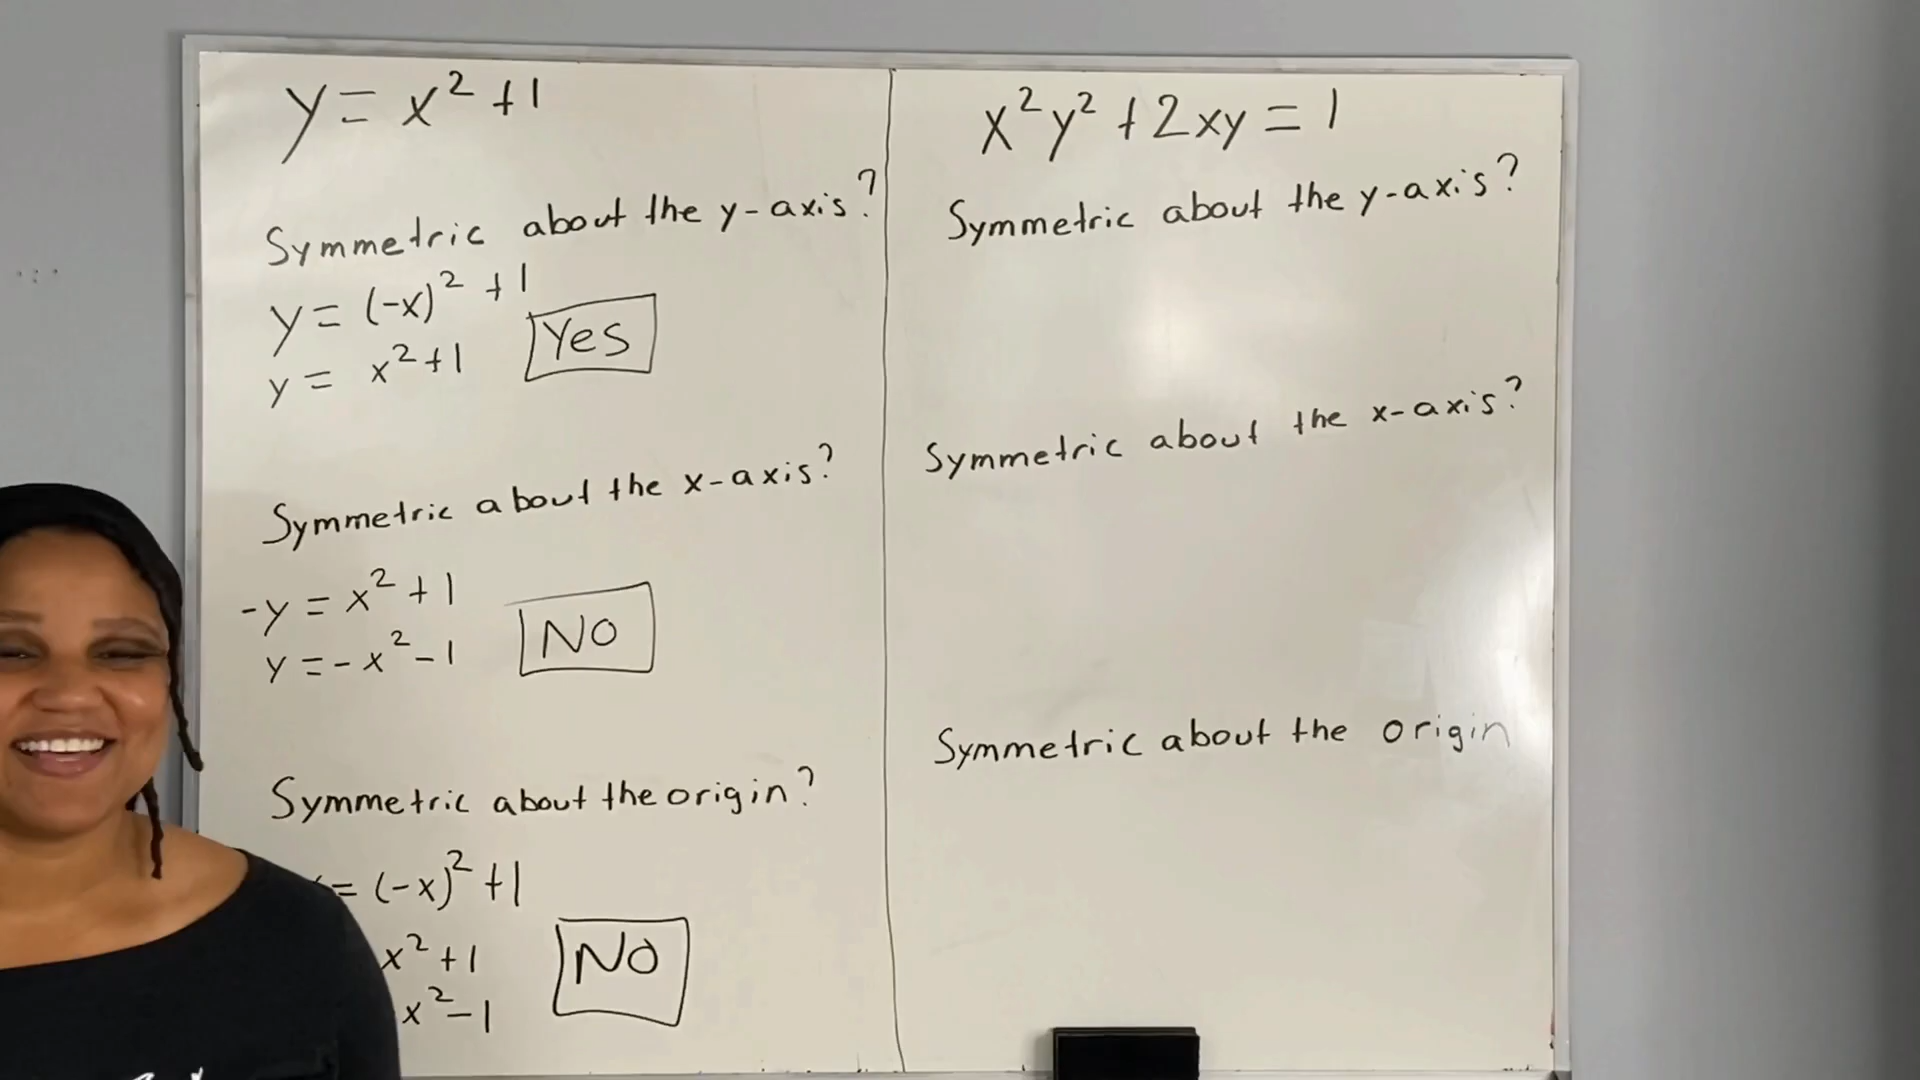 y = x² + 1
Symmetric about the y-axis?
y = (-x)² + 1
y = x² + 1
Yes
Symmetric about the x-axis?
-y = x² + 1
y = -x² - 1
NO
Symmetric about the origin?
= (-x)² + 1
x² + 1
x² - 1
NO
x²y² + 2xy = 1
Symmetric about the y-axis?
Symmetric about the x-axis?
Symmetric about the origin